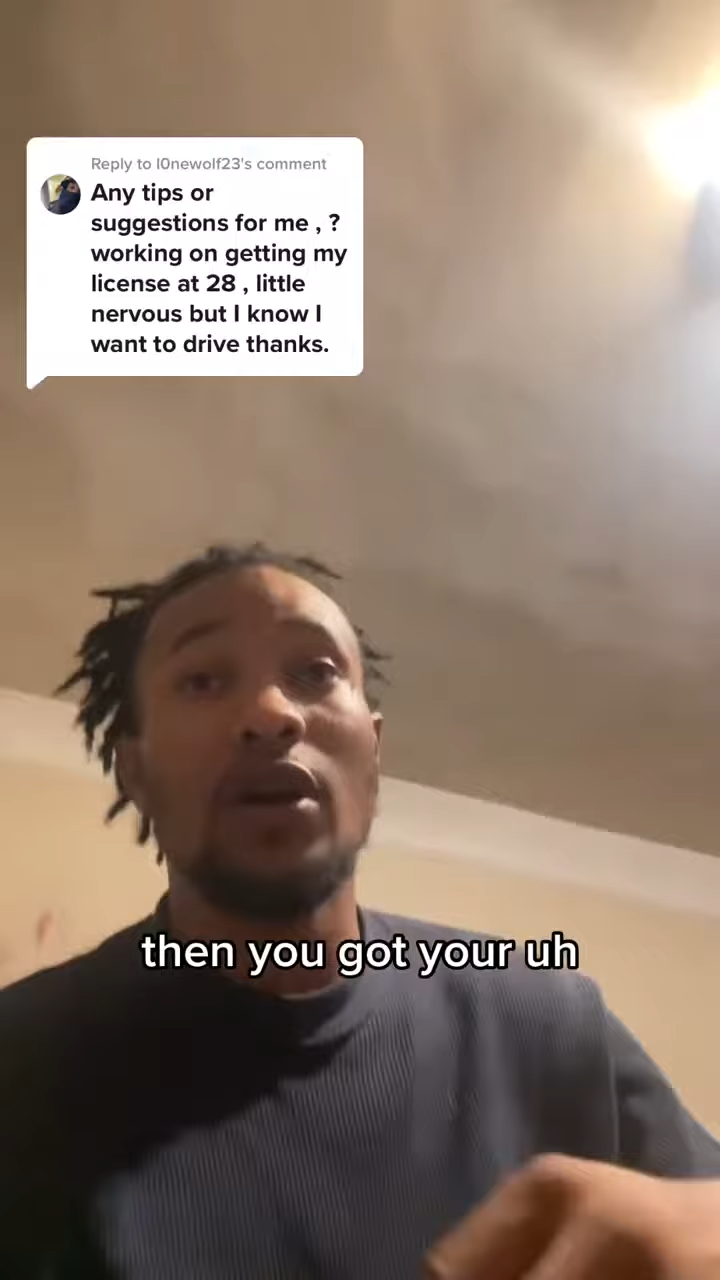 Reply to l0newolf23's comment
Any tips or
suggestions for me , ?
working on getting my
license at 28 , little
nervous but I know I
want to drive thanks.
then you got your uh